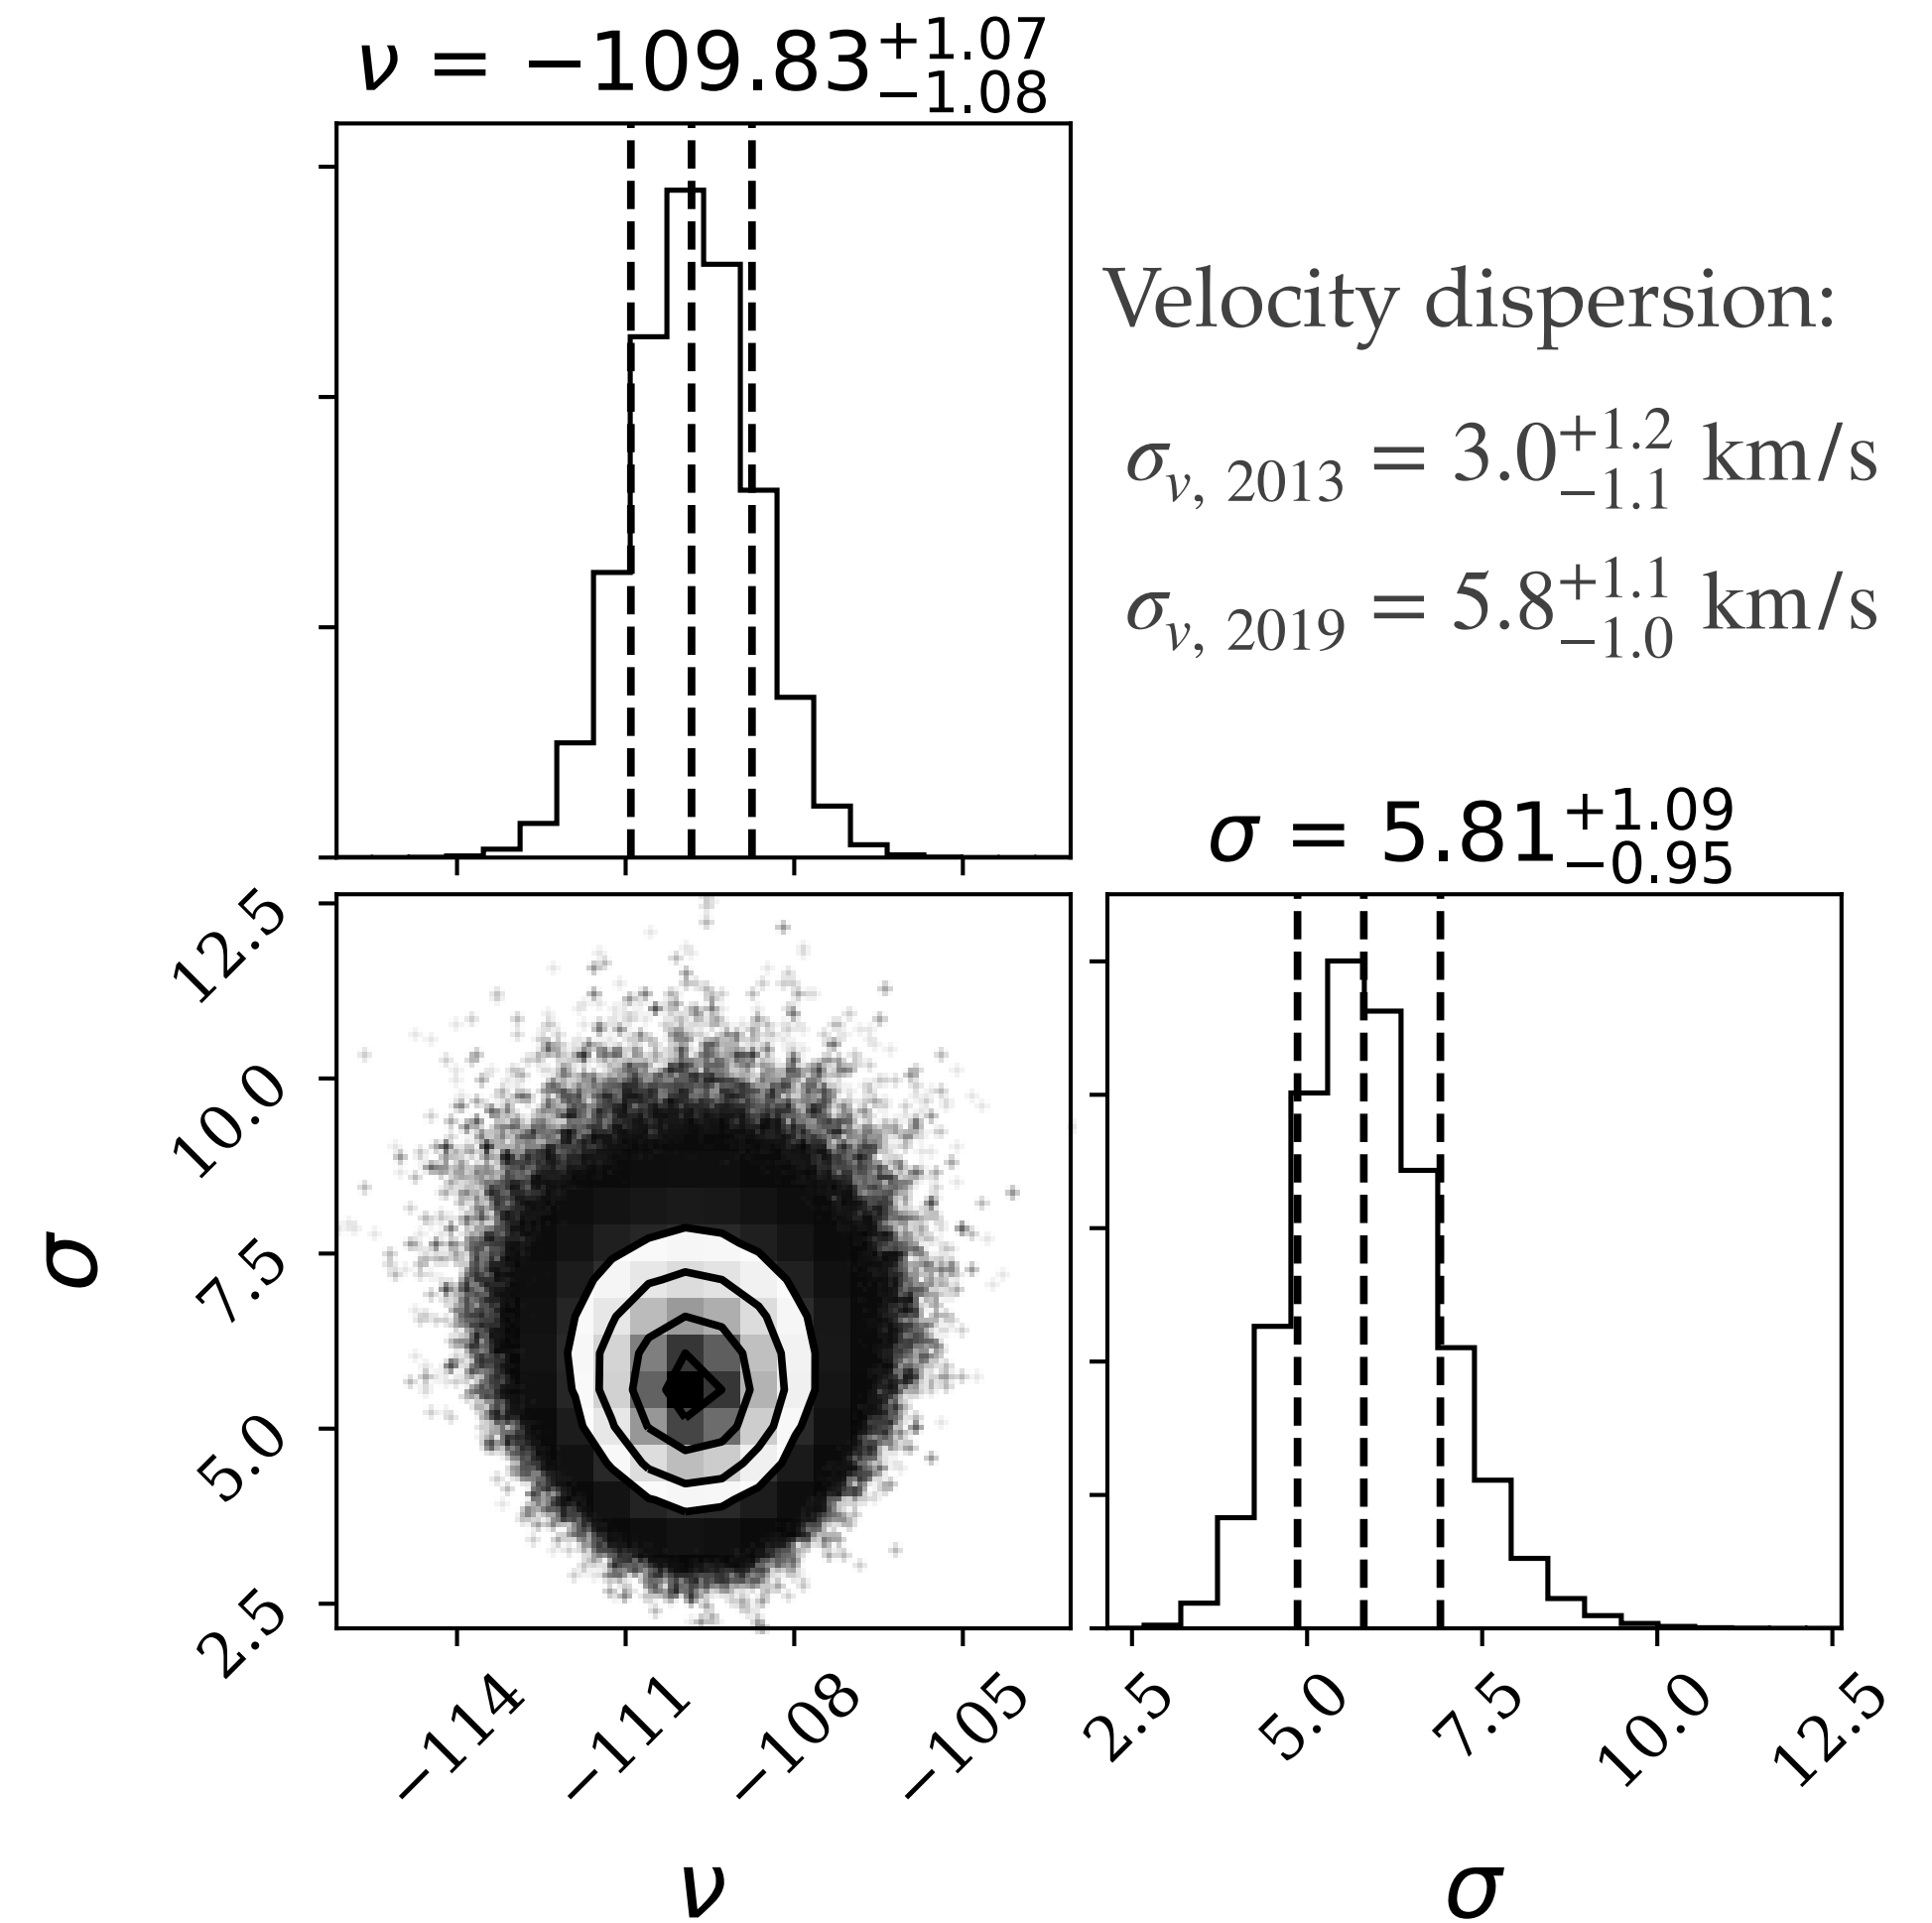 ν = −109.83 +1.07 −1.08
Velocity dispersion:
σv, 2013 = 3.0 +1.2 −1.1 km/s
σv, 2019 = 5.8 +1.1 −1.0 km/s
σ = 5.81 +1.09 −0.95
12.5
10.0
7.5
5.0
2.5
σ
−114 −111 −108 −105
2.5 5.0 7.5 10.0 12.5
ν
σ